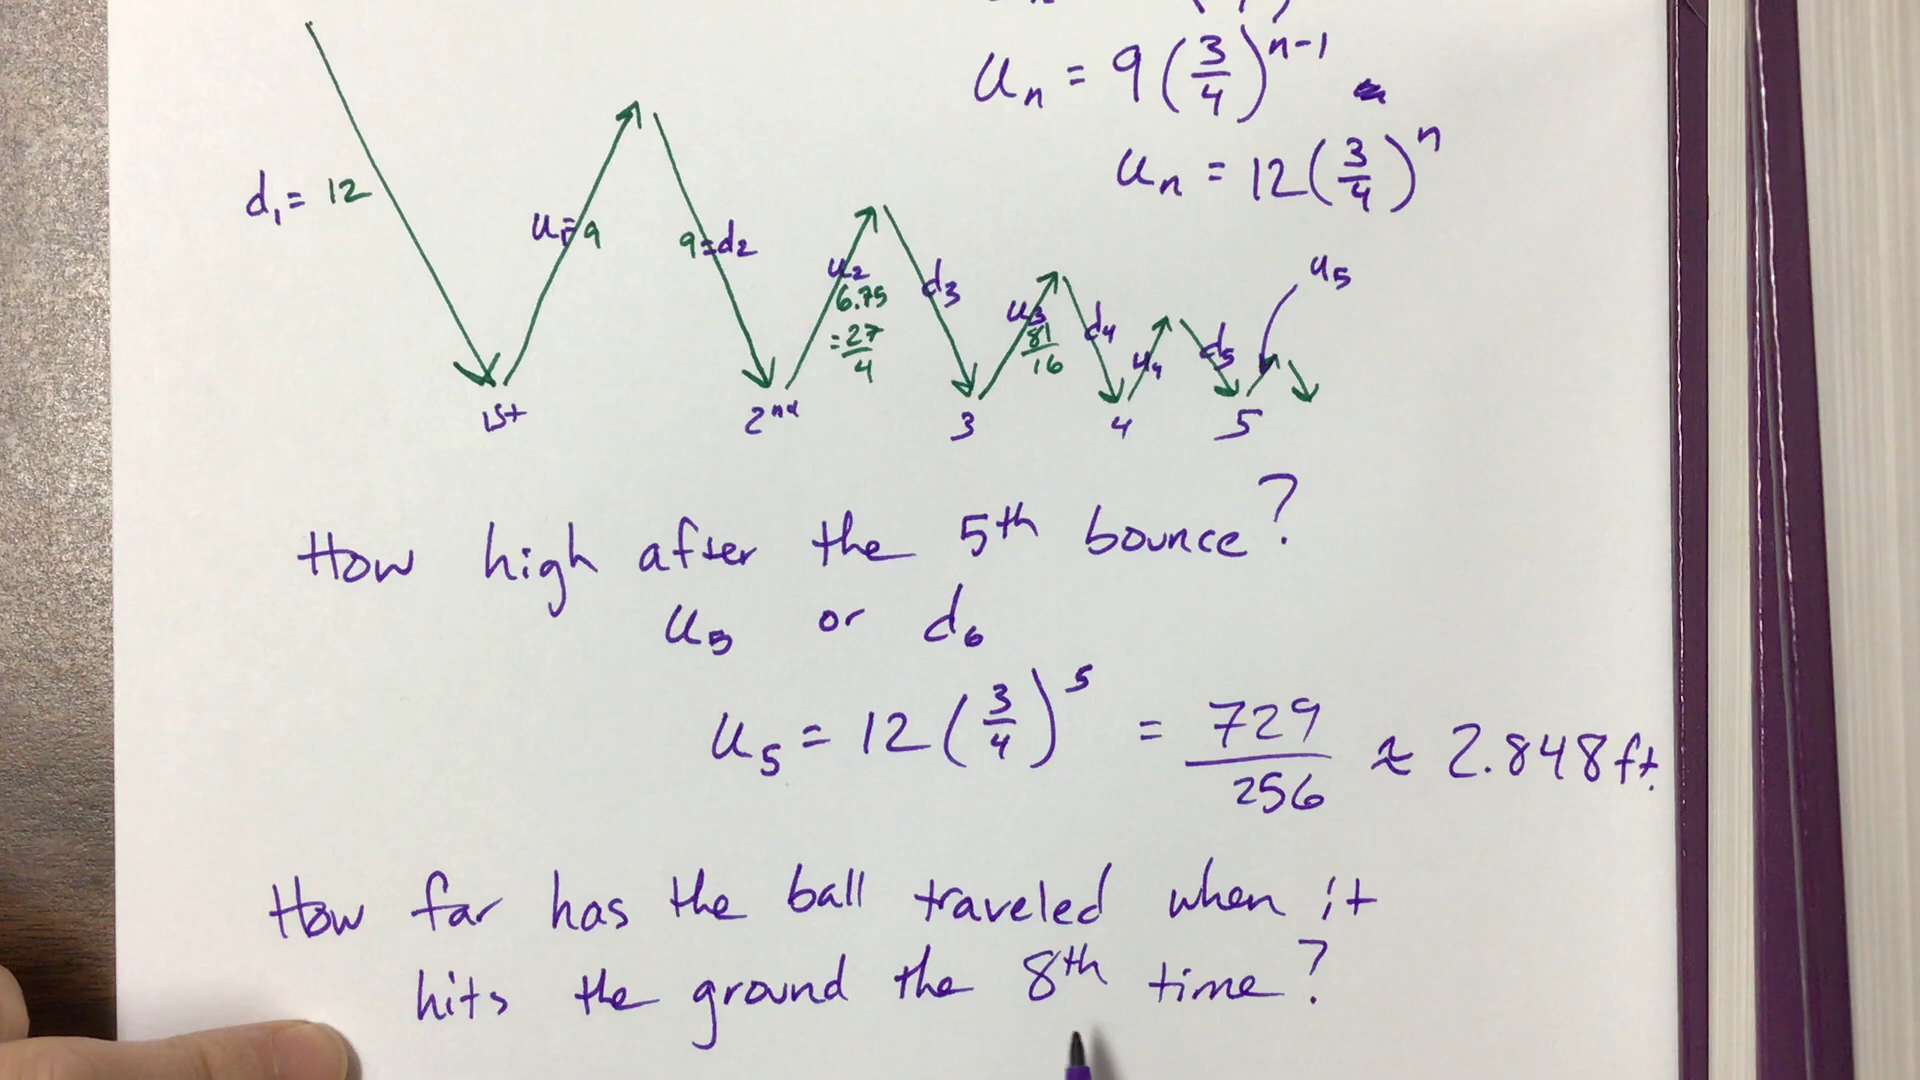 uₙ = 9(3/4)ⁿ⁻¹
uₙ = 12(3/4)ⁿ
d₁ = 12
u₁ = 9
9 = d₂
u₂
6.75
= 27/4
d₃
u₃
81/16
d₄
u₄
d₅
u₅
1st 2nd 3 4 5
How high after the 5th bounce?
u₅ or d₆
u₅ = 12(3/4)⁵ = 729/256 ≈ 2.848ft.
How far has the ball traveled when it
hits the ground the 8th time?